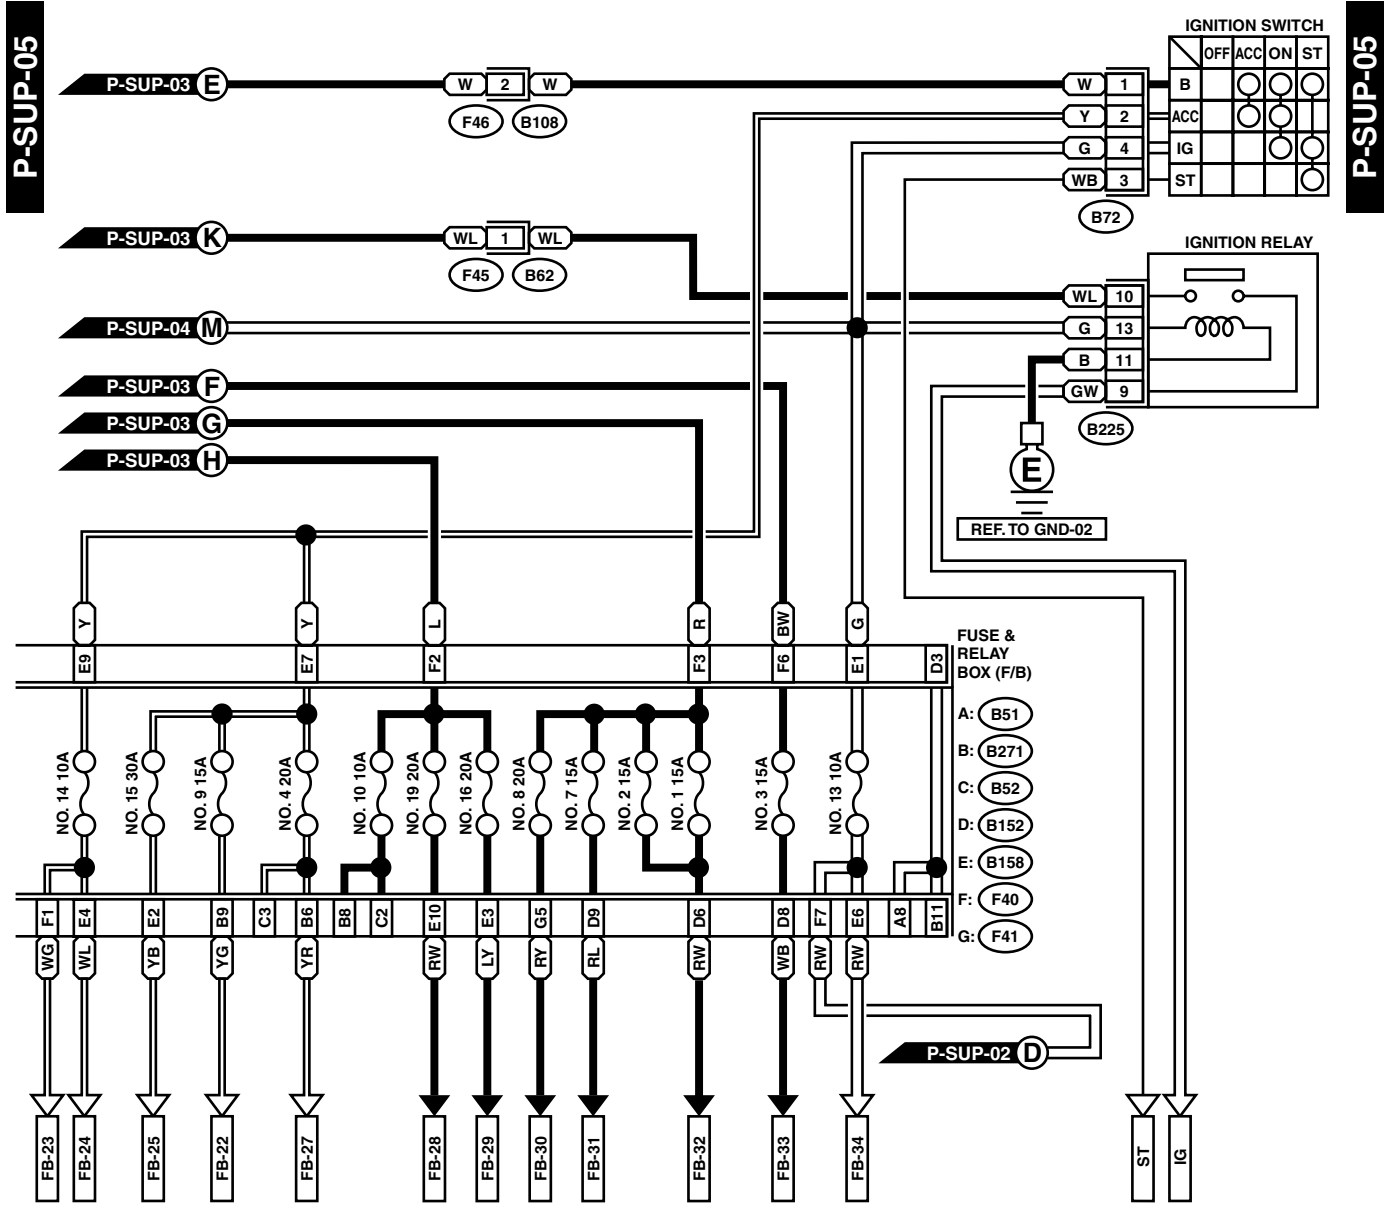 P-SUP-05
P-SUP-05
IGNITION SWITCH
OFF ACC ON ST
P-SUP-03 E W 2 W W 1 B
F46 B108
Y 2 ACC
G 4 IG
WB 3 ST
B72
P-SUP-03 K WL 1 WL
F45 B62
IGNITION RELAY
WL 10
P-SUP-04 M G 13
B 11
P-SUP-03 F
GW 9
P-SUP-03 G
B225
P-SUP-03 H
E
REF. TO GND-02
Y Y L R BW G
E9 E7 F2 F3 F6 E1 D3
FUSE &
RELAY
BOX (F/B)
A: B51
B: B271
C: B52
D: B152
E: B158
F: F40
G: F41
NO. 14 10A
NO. 15 30A
NO. 9 15A
NO. 4 20A
NO. 10 10A
NO. 19 20A
NO. 16 20A
NO. 8 20A
NO. 7 15A
NO. 2 15A
NO. 1 15A
NO. 3 15A
NO. 13 10A
F1 E4 E2 B9 C3 B6 B8 C2 E10 E3 G5 D9 D6 D8 F7 E6 A8 B11
WG WL YB YG YR RW LY RY RL RW WB RW RW
P-SUP-02 D
FB-23
FB-24
FB-25
FB-22
FB-27
FB-28
FB-29
FB-30
FB-31
FB-32
FB-33
FB-34
ST
IG